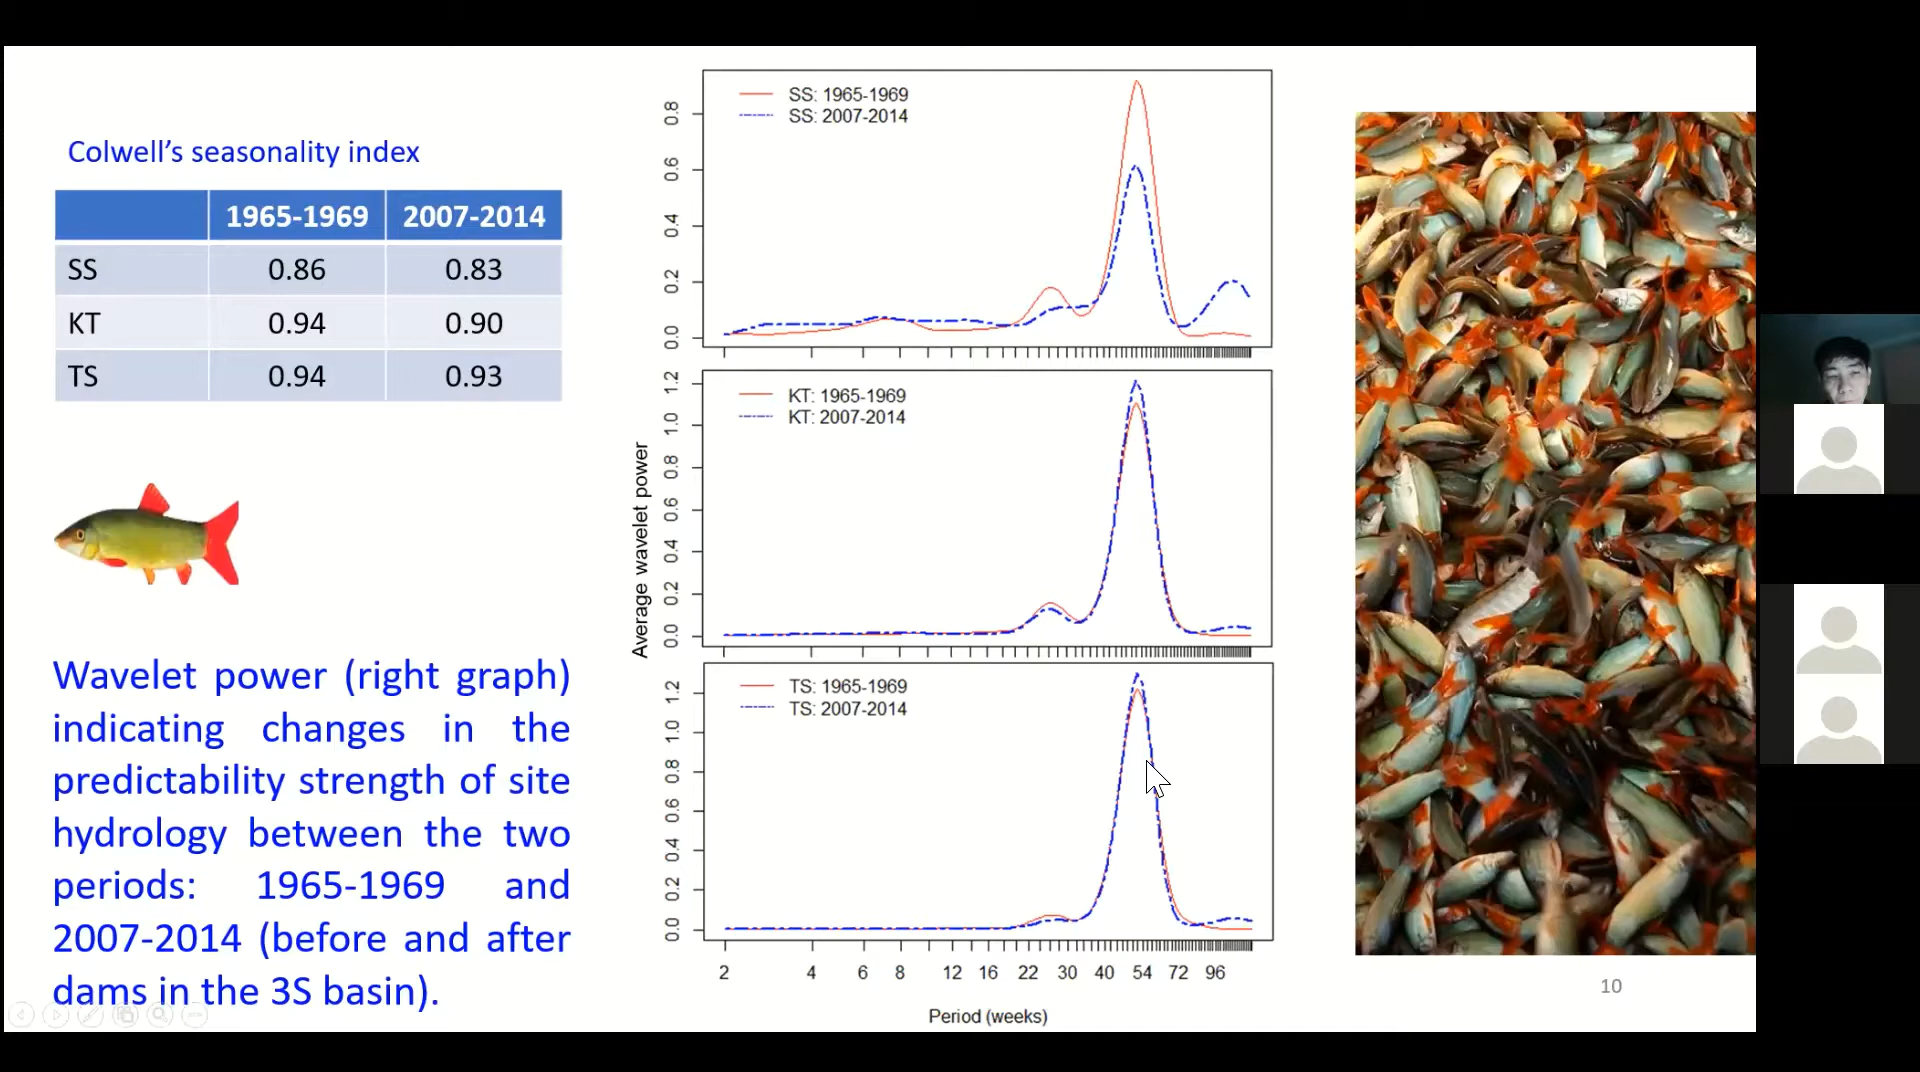 Colwell’s seasonality index
1965-1969 2007-2014
SS 0.86 0.83
KT 0.94 0.90
TS 0.94 0.93
Wavelet power (right graph)
indicating changes in the
predictability strength of site
hydrology between the two
periods: 1965-1969 and
2007-2014 (before and after
dams in the 3S basin).
Average wavelet power
SS: 1965-1969
SS: 2007-2014
0.8
0.6
0.4
0.2
0.0
KT: 1965-1969
KT: 2007-2014
1.2
1.0
0.8
0.6
0.4
0.2
0.0
TS: 1965-1969
TS: 2007-2014
1.2
1.0
0.8
0.6
0.4
0.2
0.0
2 4 6 8 12 16 22 30 40 54 72 96
Period (weeks)
10